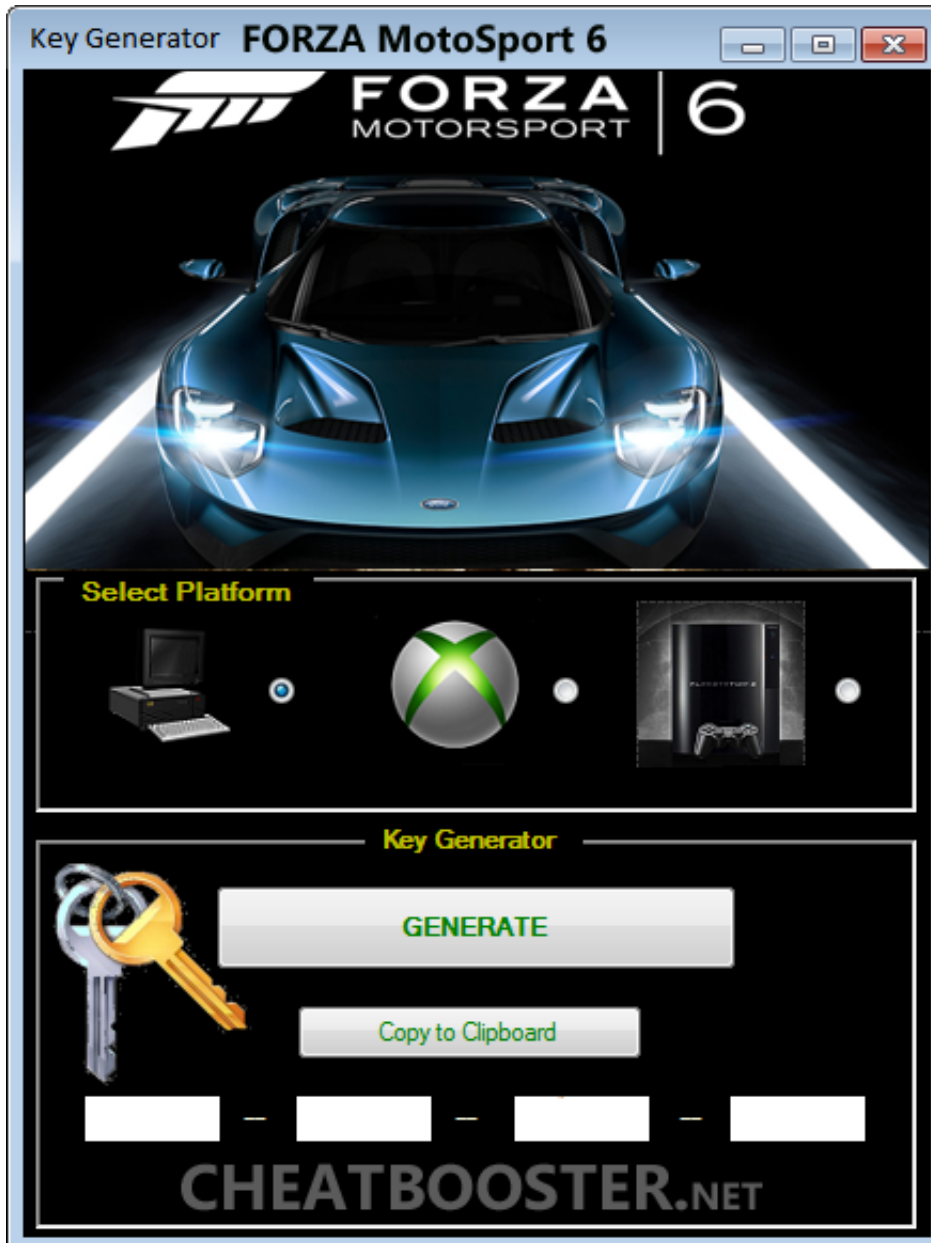 Key Generator FORZA MotoSport 6
FORZA
MOTORSPORT
6
Select Platform
Key Generator
GENERATE
Copy to Clipboard
-- -- --
CHEATBOOSTER.NET